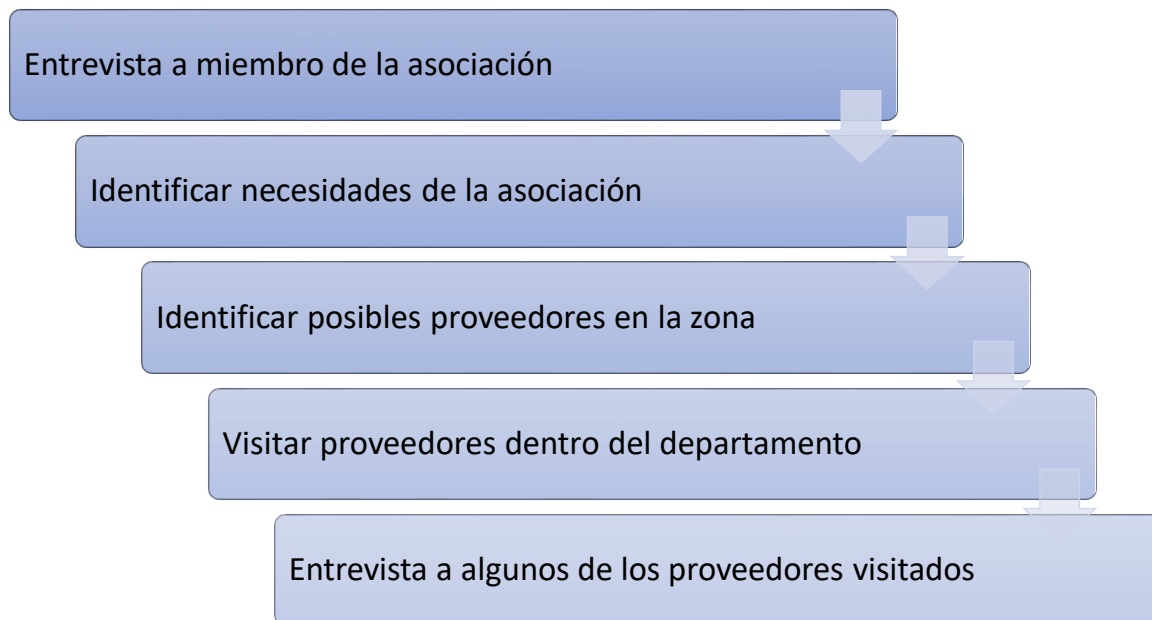 Entrevista a miembro de la asociación
Identificar necesidades de la asociación
Identificar posibles proveedores en la zona
Visitar proveedores dentro del departamento
Entrevista a algunos de los proveedores visitados